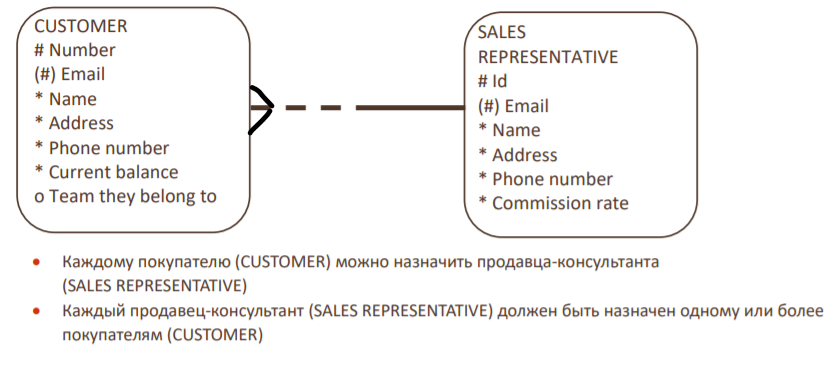 CUSTOMER
# Number
(#) Email
* Name
* Address
* Phone number
* Current balance
o Team they belong to
SALES
REPRESENTATIVE
# Id
(#) Email
* Name
* Address
* Phone number
* Commission rate
• Каждому покупателю (CUSTOMER) можно назначить продавца-консультанта
(SALES REPRESENTATIVE)
• Каждый продавец-консультант (SALES REPRESENTATIVE) должен быть назначен одному или более
покупателям (CUSTOMER)